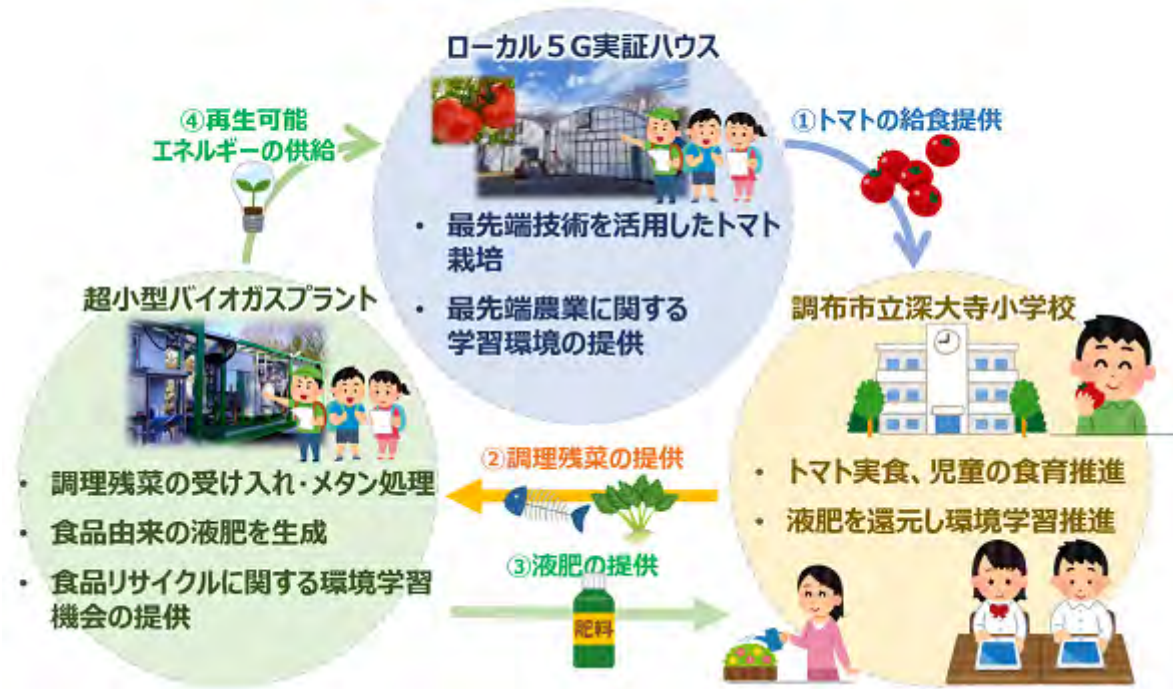 ローカル5G実証ハウス
④再生可能
エネルギーの供給
①トマトの給食提供
・ 最先端技術を活用したトマト
栽培
・ 最先端農業に関する
学習環境の提供
超小型バイオガスプラント
調布市立深大寺小学校
②調理残菜の提供
・ 調理残菜の受け入れ・メタン処理
・ 食品由来の液肥を生成
・ 食品リサイクルに関する環境学習
機会の提供
・ トマト実食、児童の食育推進
・ 液肥を還元し環境学習推進
③液肥の提供
肥料